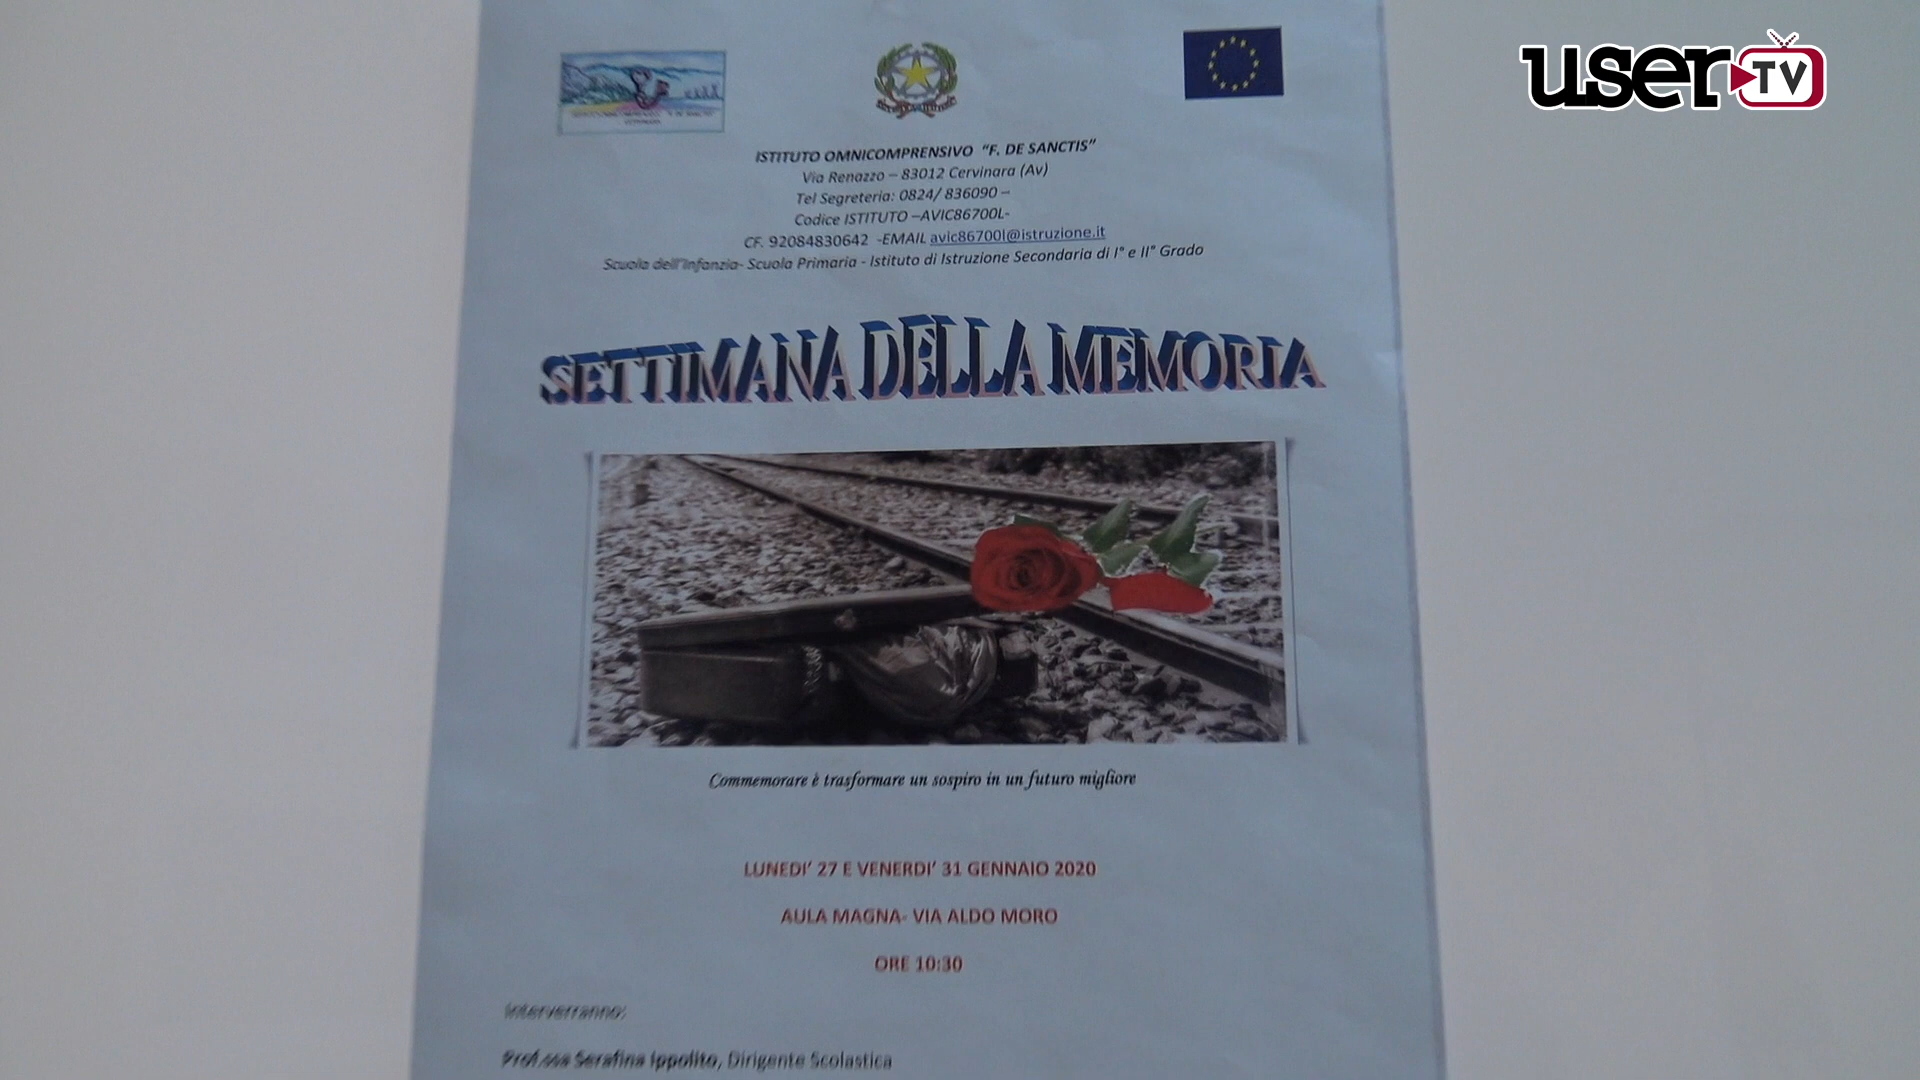 user TV
ISTITUTO OMNICOMPRENSIVO "F. DE SANCTIS"
Via Renazzo – 83012 Cervinara (Av)
Tel Segreteria: 0824/ 836090 –
Codice ISTITUTO –AVIC86700L-
CF. 92084830642 -EMAIL avic86700l@istruzione.it
Scuola dell'Infanzia- Scuola Primaria - Istituto di Istruzione Secondaria di I° e II° Grado
SETTIMANA DELLA MEMORIA
Commemorare è trasformare un sospiro in un futuro migliore
LUNEDI' 27 E VENERDI' 31 GENNAIO 2020
AULA MAGNA- VIA ALDO MORO
ORE 10:30
Interverranno:
Prof.ssa Serafina Ippolito, Dirigente Scolastica